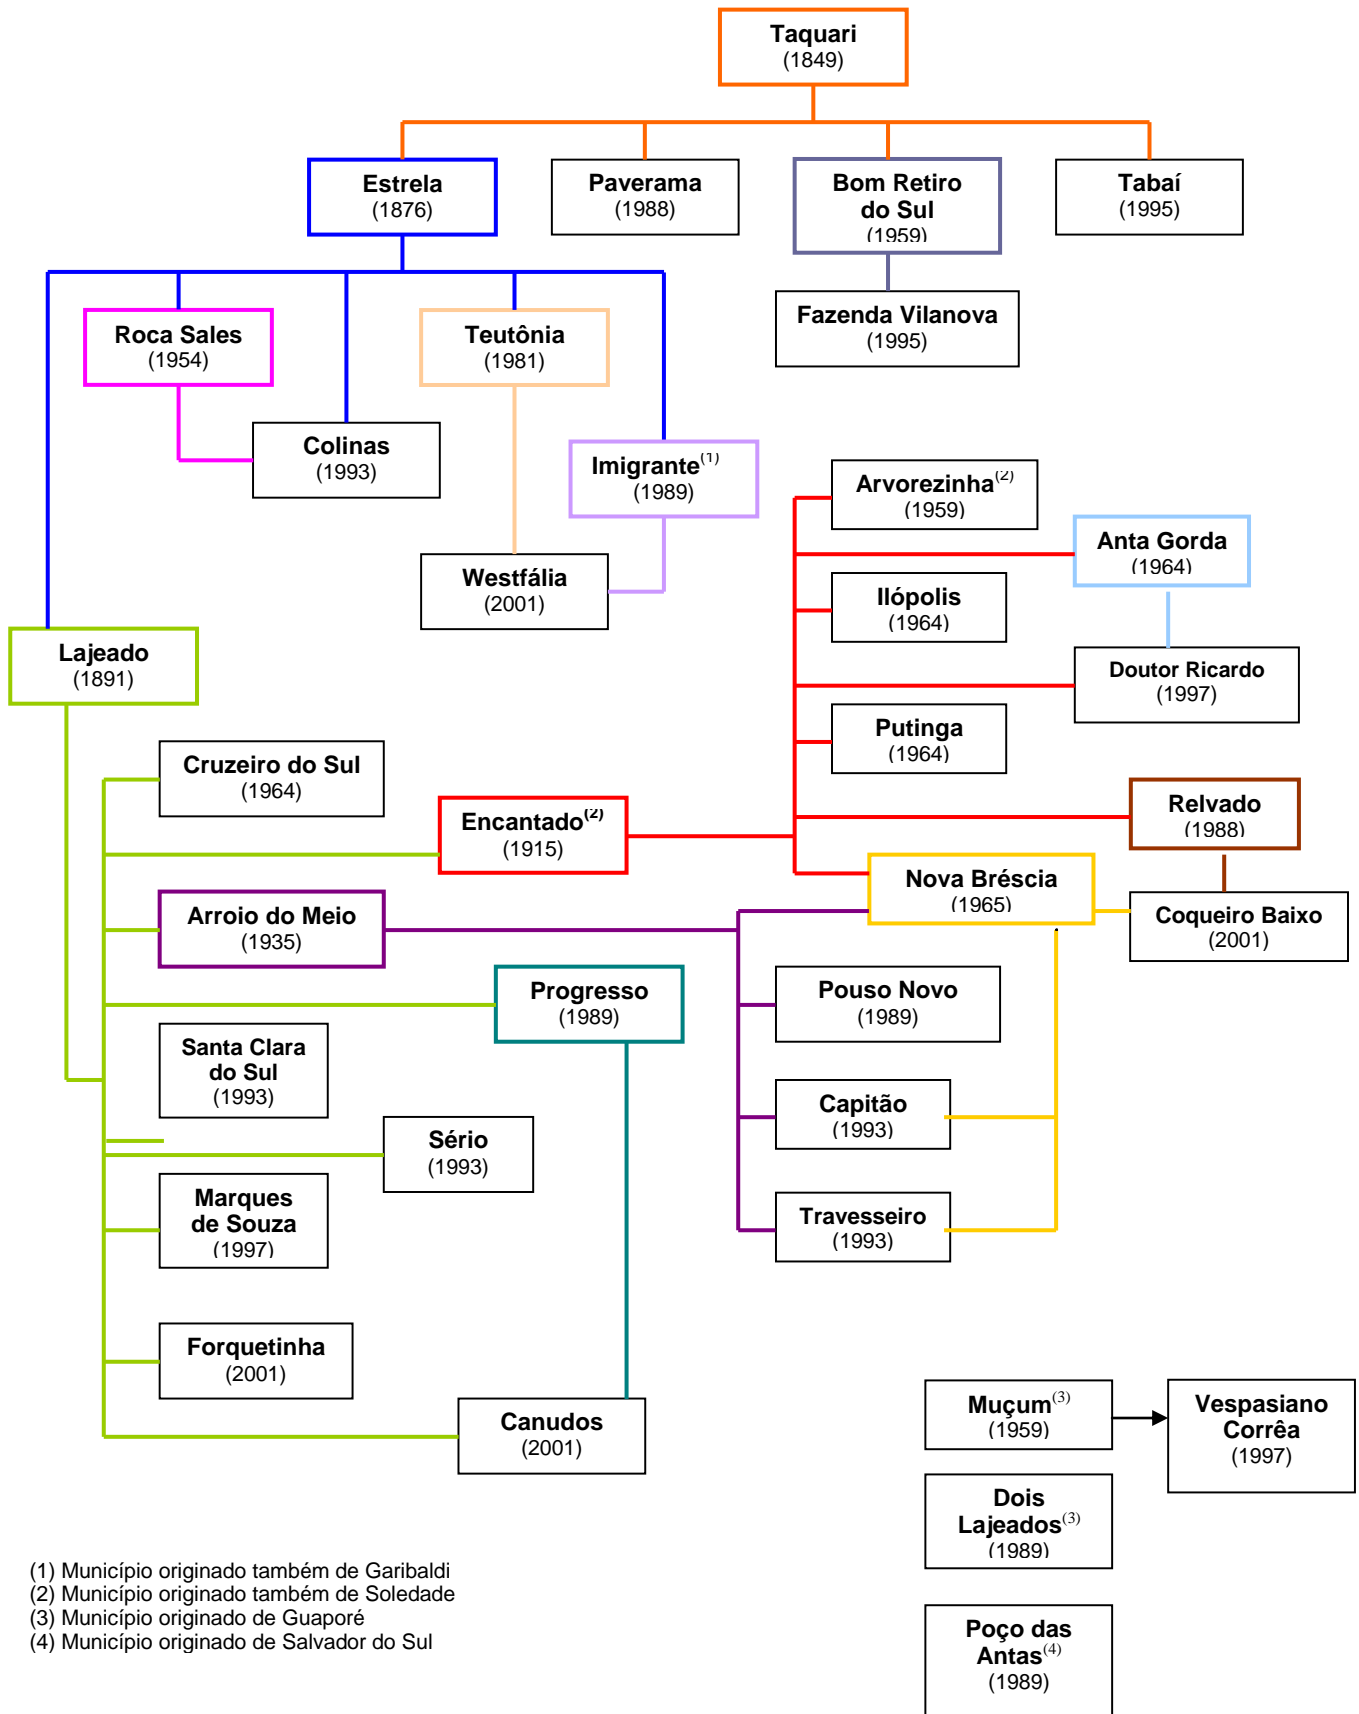 Taquari
(1849)
Estrela
(1876)
Paverama
(1988)
Bom Retiro
do Sul
(1959)
Tabaí
(1995)
Fazenda Vilanova
(1995)
Roca Sales
(1954)
Teutônia
(1981)
Colinas
(1993)
Imigrante(1)
(1989)
Westfália
(2001)
Arvorezinha(2)
(1959)
Anta Gorda
(1964)
Ilópolis
(1964)
Doutor Ricardo
(1997)
Putinga
(1964)
Lajeado
(1891)
Cruzeiro do Sul
(1964)
Encantado(2)
(1915)
Relvado
(1988)
Nova Bréscia
(1965)
Arroio do Meio
(1935)
Coqueiro Baixo
(2001)
Progresso
(1989)
Pouso Novo
(1989)
Santa Clara
do Sul
(1993)
Capitão
(1993)
Sério
(1993)
Marques
de Souza
(1997)
Travesseiro
(1993)
Forquetinha
(2001)
Canudos
(2001)
Muçum(3)
(1959)
Vespasiano
Corrêa
(1997)
Dois
Lajeados(3)
(1989)
Poço das
Antas(4)
(1989)
(1) Município originado também de Garibaldi
(2) Município originado também de Soledade
(3) Município originado de Guaporé
(4) Município originado de Salvador do Sul